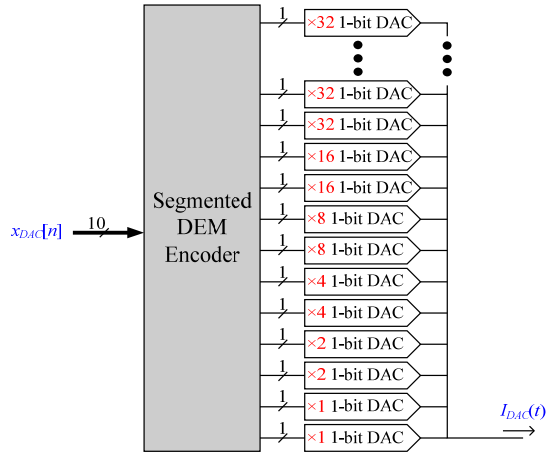 1
×32 1-bit DAC
1
×32 1-bit DAC
1
×32 1-bit DAC
1
×16 1-bit DAC
1
×16 1-bit DAC
1
×8 1-bit DAC
1
×8 1-bit DAC
1
×4 1-bit DAC
1
×4 1-bit DAC
1
×2 1-bit DAC
1
×2 1-bit DAC
1
×1 1-bit DAC
1
×1 1-bit DAC
Segmented
DEM
Encoder
x_DAC[n]
10
I_DAC(t)